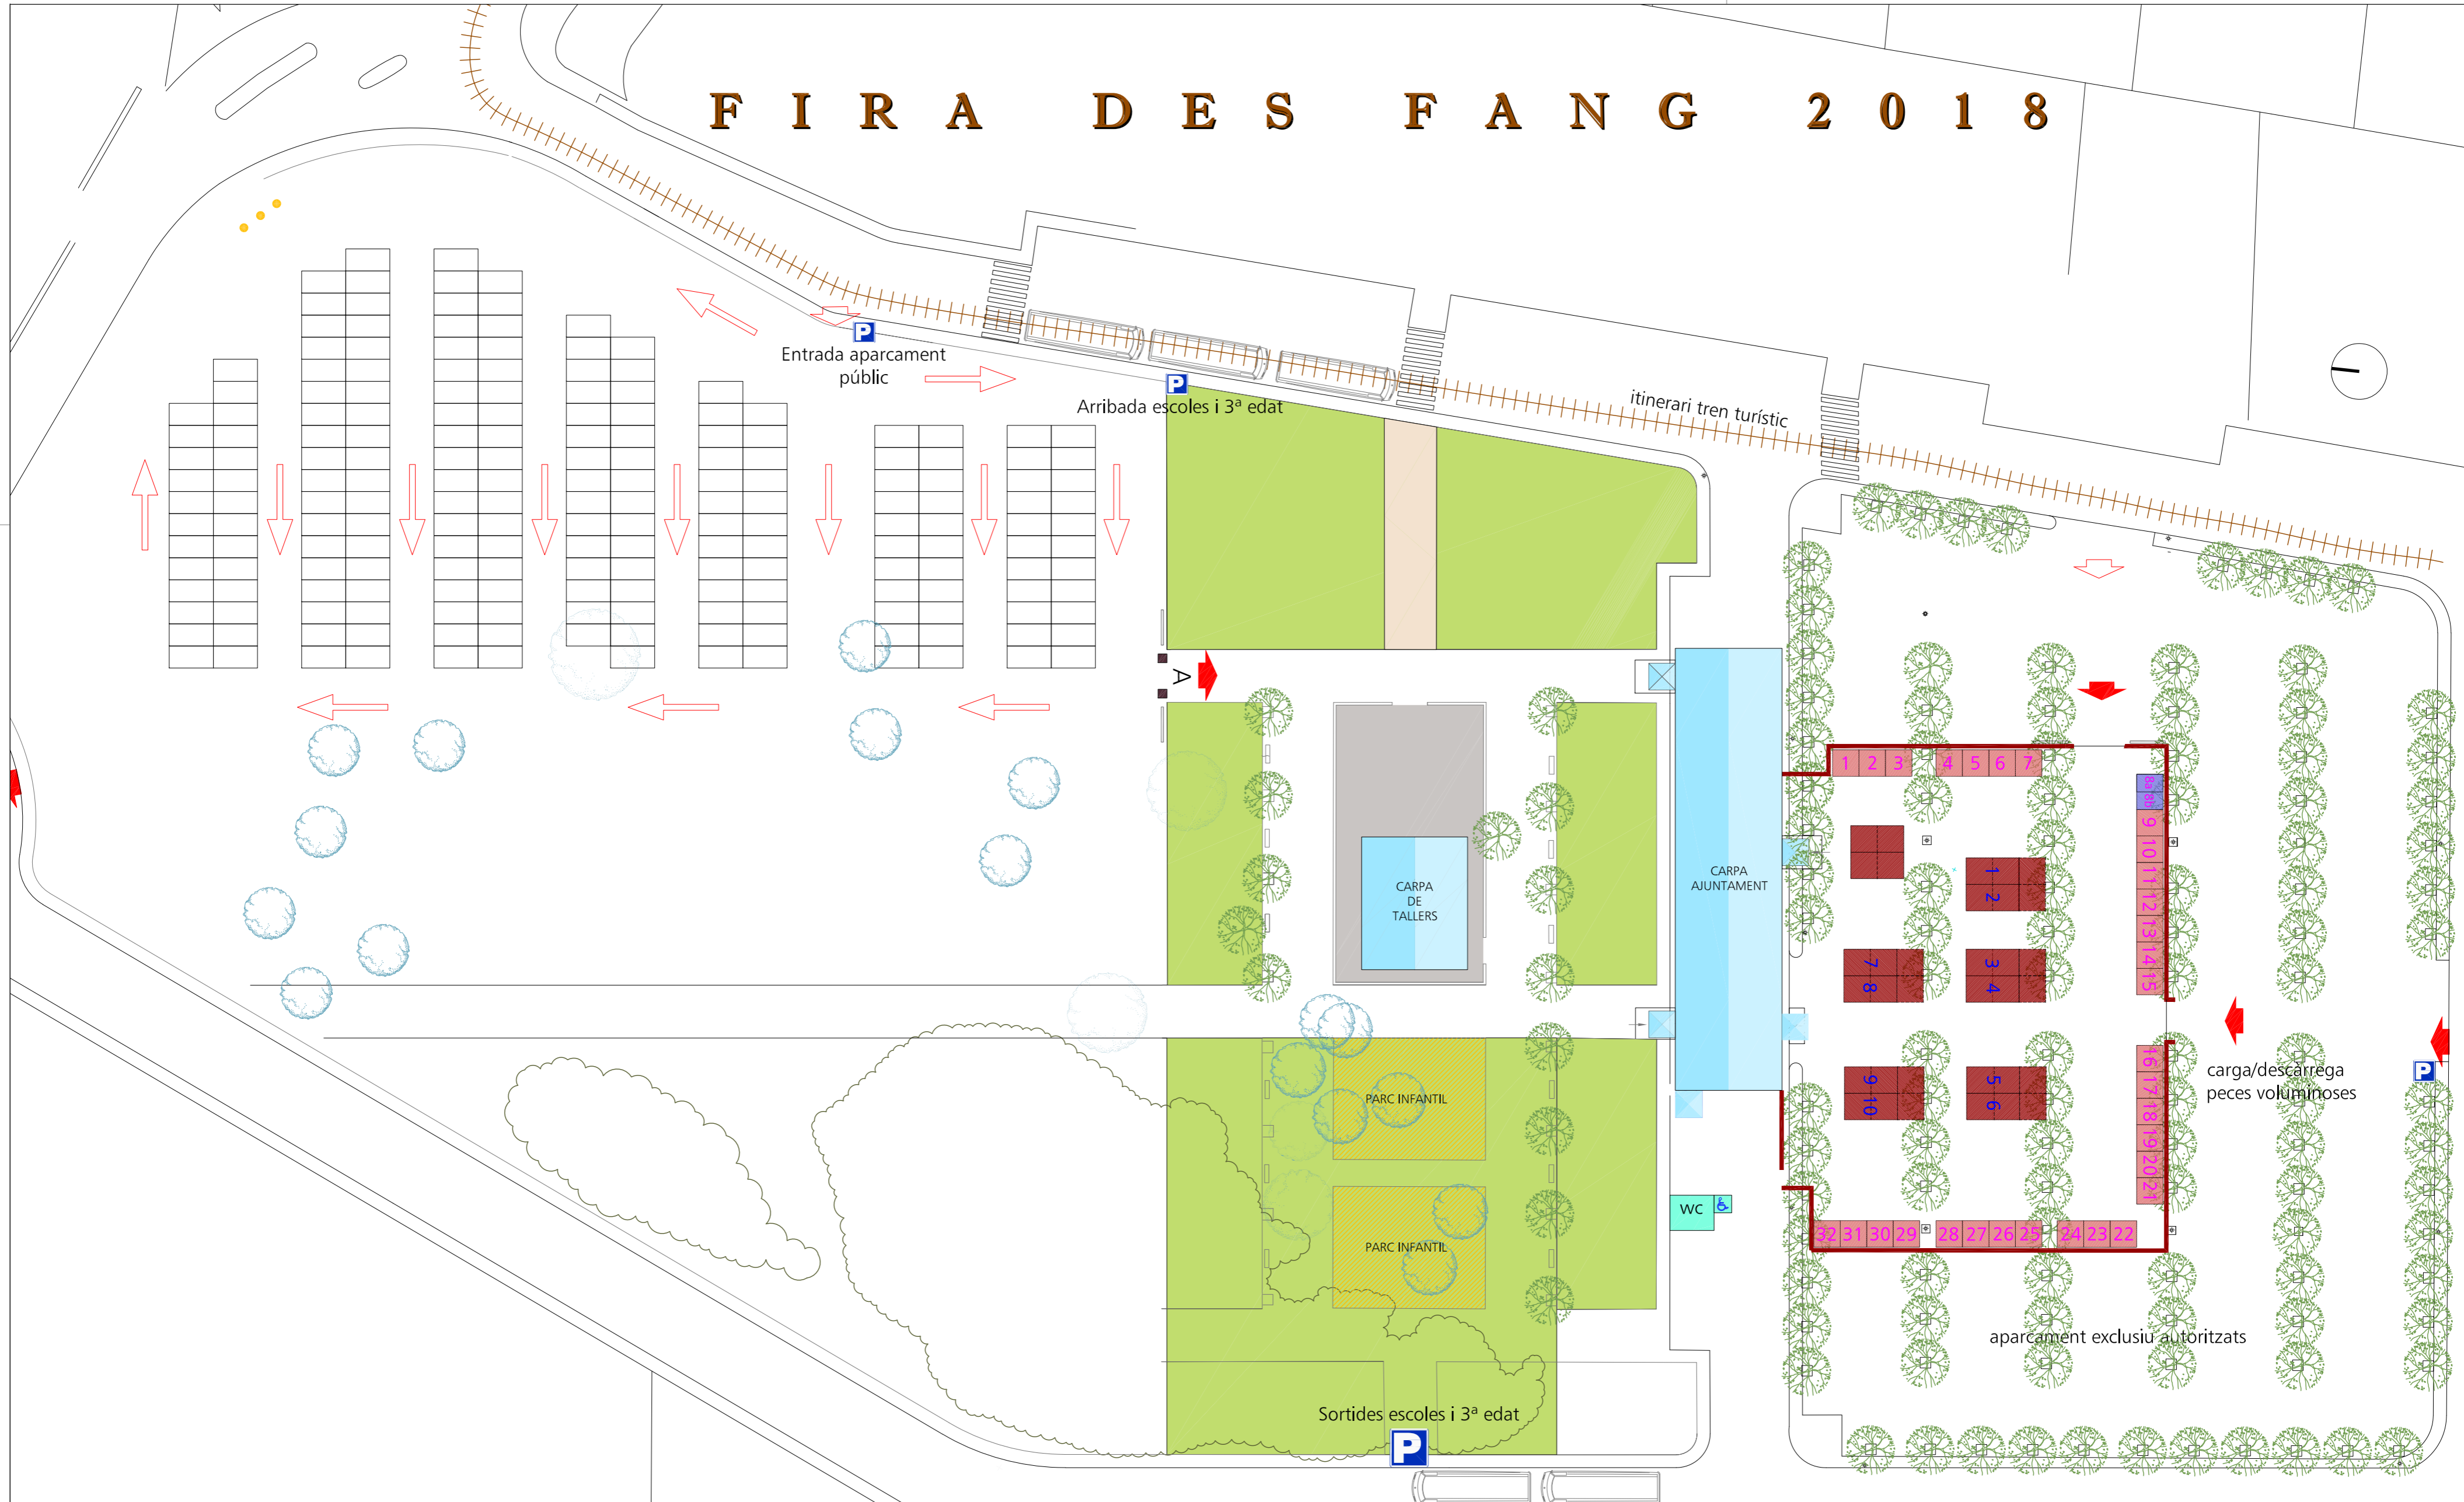 FIRA DES FANG 2018
P
Entrada aparcament
públic
P
Arribada escoles i 3ª edat
itinerari tren turístic
A
1 2 3 4 5 6 7
8a 8b 9 10 11 12 13 14 15
CARPA
DE
TALLERS
CARPA
AJUNTAMENT
1 2
7 8
3 4
9 10
5 6
16 17 18 19 20 21
carga/descàrrega
peces voluminoses
P
PARC INFANTIL
WC
PARC INFANTIL
32 31 30 29 28 27 26 25 24 23 22
aparcament exclusiu autoritzats
Sortides escoles i 3ª edat
P